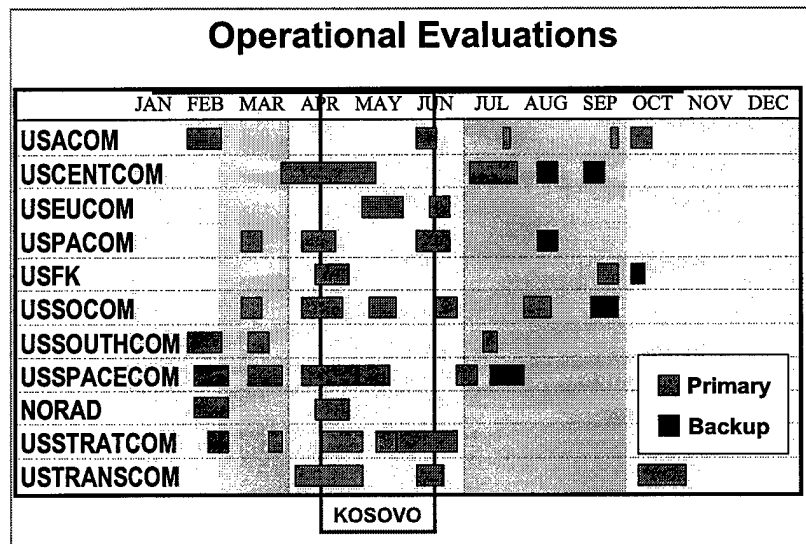 Operational Evaluations
JAN FEB MAR APR MAY JUN JUL AUG SEP OCT NOV DEC
USACOM
USCENTCOM
USEUCOM
USPACOM
USFK
USSOCOM
USSOUTHCOM
USSPACECOM
NORAD
USSTRATCOM
USTRANSCOM
Primary
Backup
KOSOVO